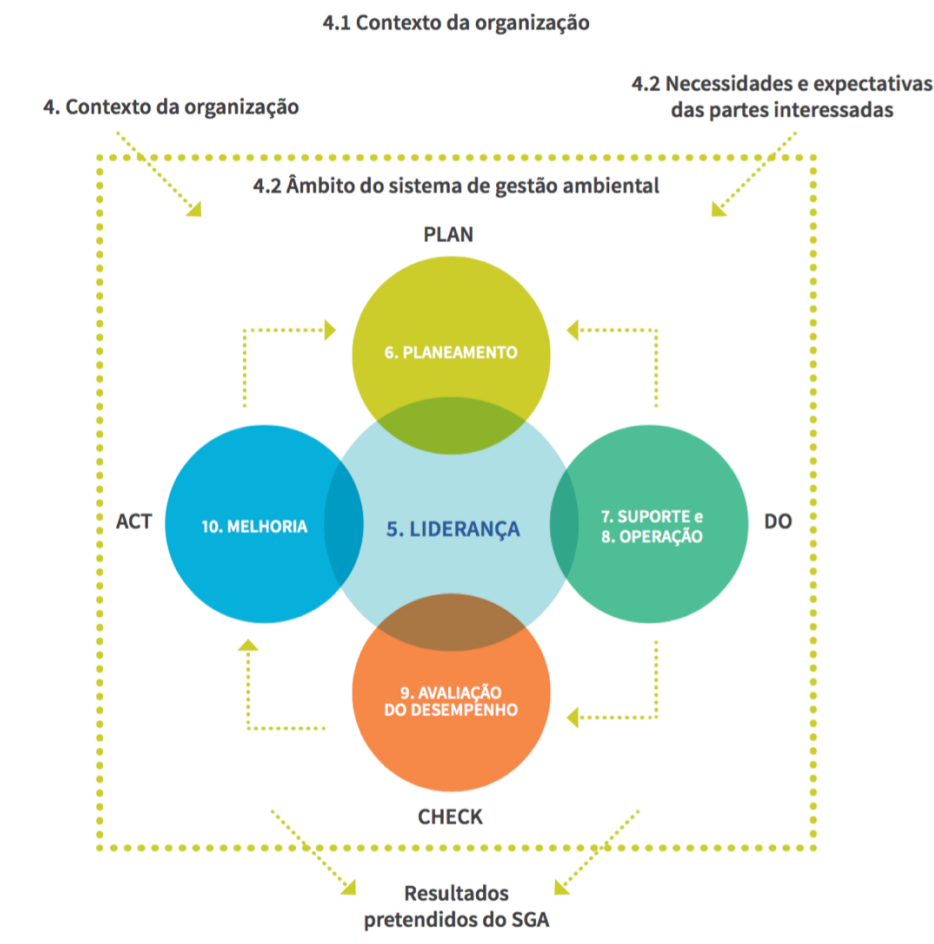 4.1 Contexto da organização
4.2 Necessidades e expectativas
das partes interessadas
4. Contexto da organização
4.2 Âmbito do sistema de gestão ambiental
PLAN
6. PLANEAMENTO
ACT
10. MELHORIA
5. LIDERANÇA
7. SUPORTE e
8. OPERAÇÃO
DO
9. AVALIAÇÃO
DO DESEMPENHO
CHECK
Resultados
pretendidos do SGA